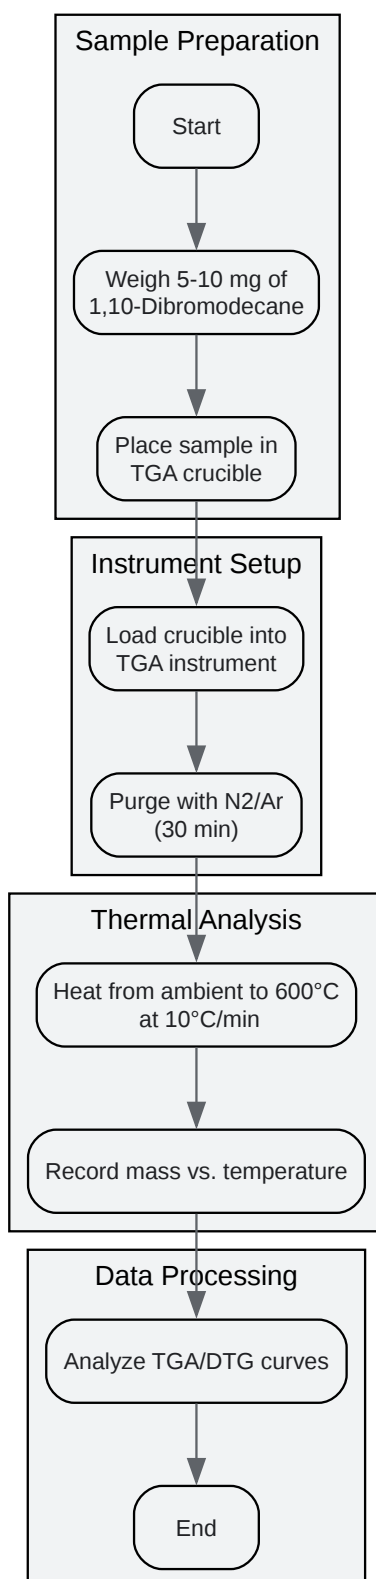 Sample Preparation
Start
Weigh 5-10 mg of
1,10-Dibromodecane
Place sample in
TGA crucible
Instrument Setup
Load crucible into
TGA instrument
Purge with N2/Ar
(30 min)
Thermal Analysis
Heat from ambient to 600°C
at 10°C/min
Record mass vs. temperature
Data Processing
Analyze TGA/DTG curves
End